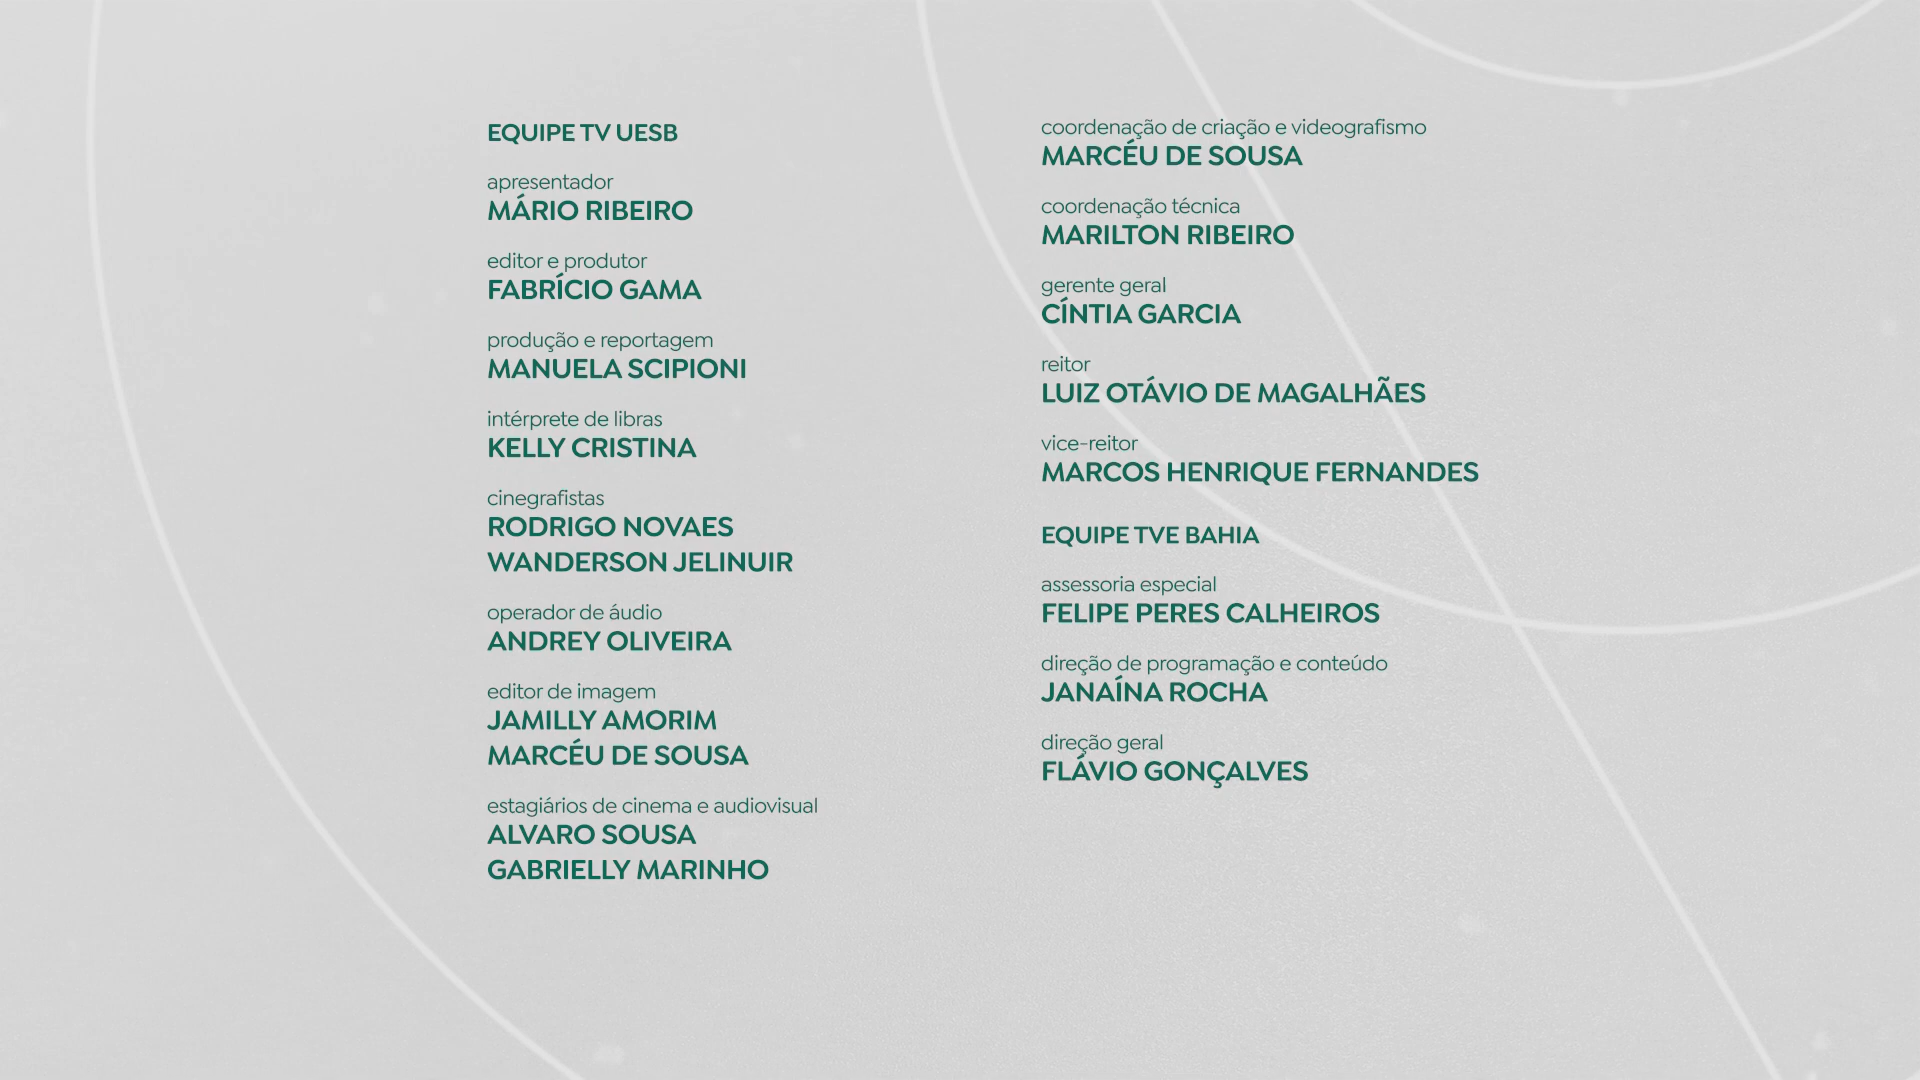 EQUIPE TV UESB
apresentador
MÁRIO RIBEIRO
editor e produtor
FABRÍCIO GAMA
produção e reportagem
MANUELA SCIPIONI
intérprete de libras
KELLY CRISTINA
cinegrafistas
RODRIGO NOVAES
WANDERSON JELINUIR
operador de áudio
ANDREY OLIVEIRA
editor de imagem
JAMILLY AMORIM
MARCÉU DE SOUSA
estagiários de cinema e audiovisual
ALVARO SOUSA
GABRIELLY MARINHO
coordenação de criação e videografismo
MARCÉU DE SOUSA
coordenação técnica
MARILTON RIBEIRO
gerente geral
CÍNTIA GARCIA
reitor
LUIZ OTÁVIO DE MAGALHÃES
vice-reitor
MARCOS HENRIQUE FERNANDES
EQUIPE TVE BAHIA
assessoria especial
FELIPE PERES CALHEIROS
direção de programação e conteúdo
JANAÍNA ROCHA
direção geral
FLÁVIO GONÇALVES